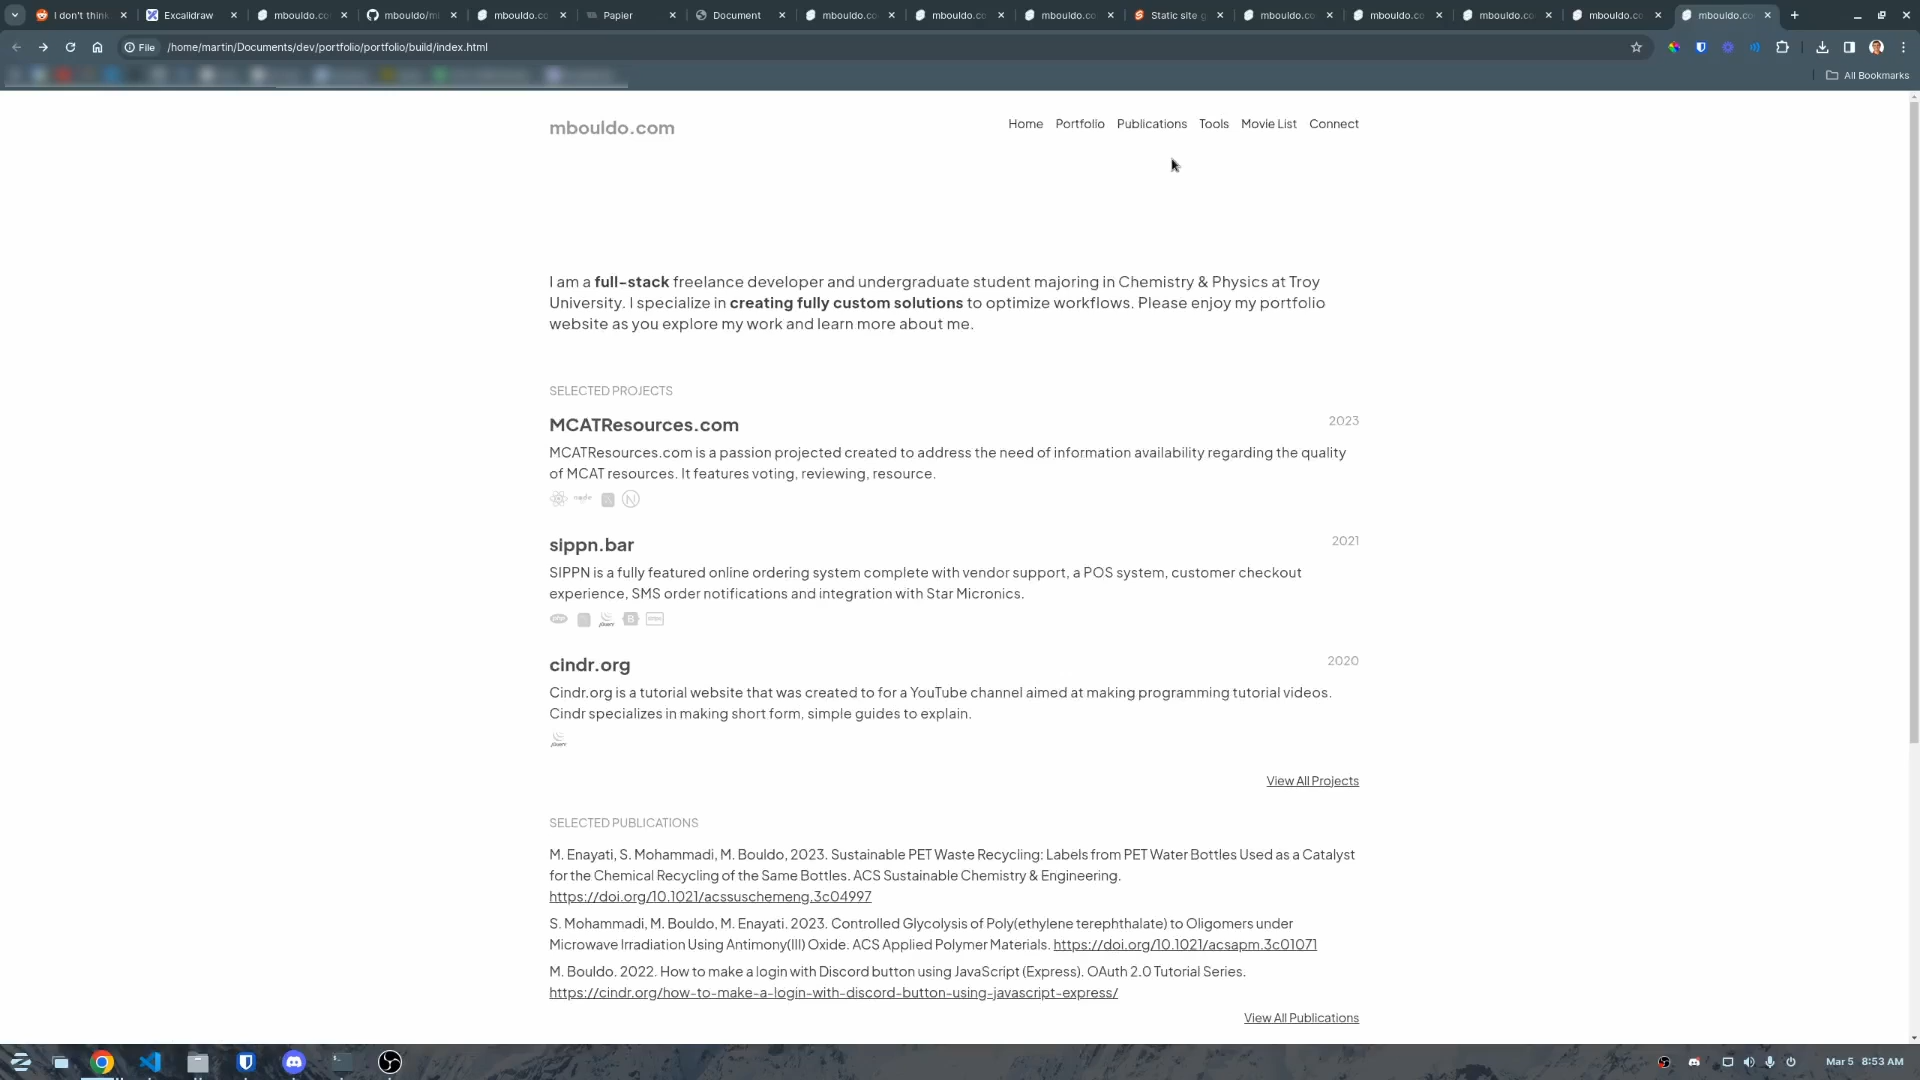 I don't think
Excalidraw
mbouldo.co
mbouldo/m
mbouldo.co
Papier
Document
mbouldo.co
mbouldo.co
mbouldo.co
Static site g
mbouldo.co
mbouldo.co
mbouldo.co
mbouldo.co
mbouldo.co
File
/home/martin/Documents/dev/portfolio/portfolio/build/index.html
All Bookmarks
mbouldo.com
Home
Portfolio
Publications
Tools
Movie List
Connect
I am a full-stack freelance developer and undergraduate student majoring in Chemistry & Physics at Troy
University. I specialize in creating fully custom solutions to optimize workflows. Please enjoy my portfolio
website as you explore my work and learn more about me.
SELECTED PROJECTS
MCATResources.com
2023
MCATResources.com is a passion projected created to address the need of information availability regarding the quality
of MCAT resources. It features voting, reviewing, resource.
sippn.bar
2021
SIPPN is a fully featured online ordering system complete with vendor support, a POS system, customer checkout
experience, SMS order notifications and integration with Star Micronics.
cindr.org
2020
Cindr.org is a tutorial website that was created to for a YouTube channel aimed at making programming tutorial videos.
Cindr specializes in making short form, simple guides to explain.
View All Projects
SELECTED PUBLICATIONS
M. Enayati, S. Mohammadi, M. Bouldo, 2023. Sustainable PET Waste Recycling: Labels from PET Water Bottles Used as a Catalyst
for the Chemical Recycling of the Same Bottles. ACS Sustainable Chemistry & Engineering.
https://doi.org/10.1021/acssuschemeng.3c04997
S. Mohammadi, M. Bouldo, M. Enayati. 2023. Controlled Glycolysis of Poly(ethylene terephthalate) to Oligomers under
Microwave Irradiation Using Antimony(III) Oxide. ACS Applied Polymer Materials. https://doi.org/10.1021/acsapm.3c01071
M. Bouldo. 2022. How to make a login with Discord button using JavaScript (Express). OAuth 2.0 Tutorial Series.
https://cindr.org/how-to-make-a-login-with-discord-button-using-javascript-express/
View All Publications
Mar 5 8:53 AM